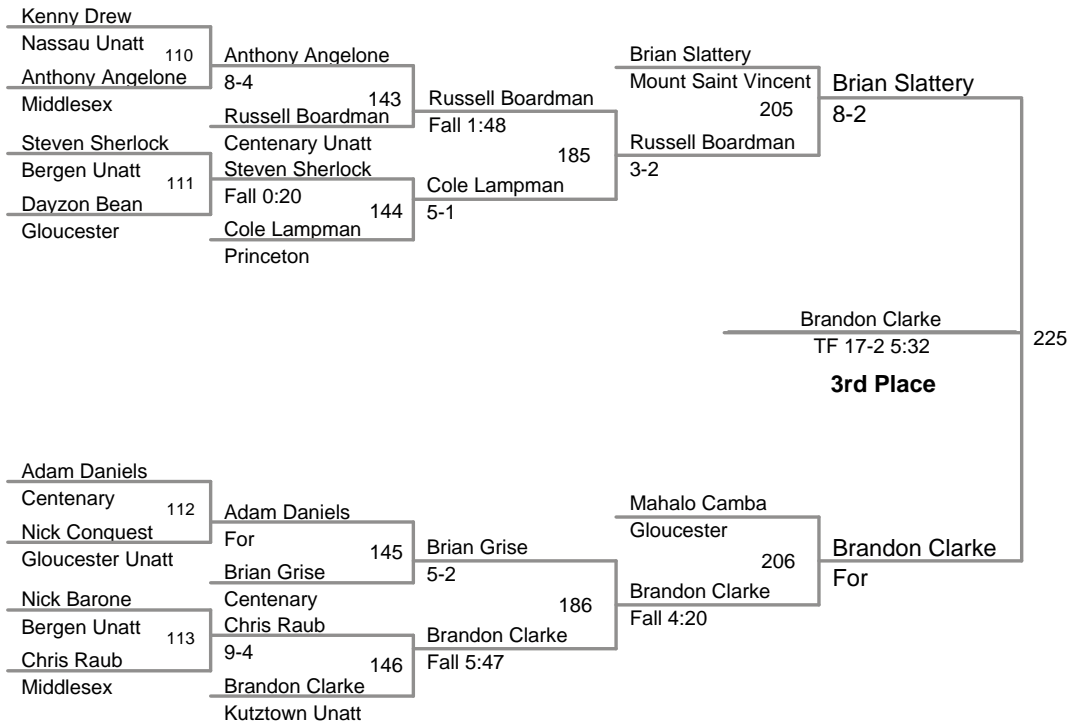 Kenny Drew
Nassau Unatt
110
Anthony Angelone
Middlesex
Anthony Angelone
8-4
143
Russell Boardman
Centenary Unatt
Steven Sherlock
Bergen Unatt
111
Dayzon Bean
Gloucester
Steven Sherlock
Fall 0:20
144
Cole Lampman
Princeton
Russell Boardman
Fall 1:48
185
Cole Lampman
5-1
Brian Slattery
Mount Saint Vincent
205
Russell Boardman
3-2
Brian Slattery
8-2
Brandon Clarke
TF 17-2 5:32
225
3rd Place
Adam Daniels
Centenary
112
Nick Conquest
Gloucester Unatt
Adam Daniels
For
145
Brian Grise
Centenary
Nick Barone
Bergen Unatt
113
Chris Raub
Middlesex
Chris Raub
9-4
146
Brandon Clarke
Kutztown Unatt
Brian Grise
5-2
186
Brandon Clarke
Fall 5:47
Mahalo Camba
Gloucester
206
Brandon Clarke
Fall 4:20
Brandon Clarke
For